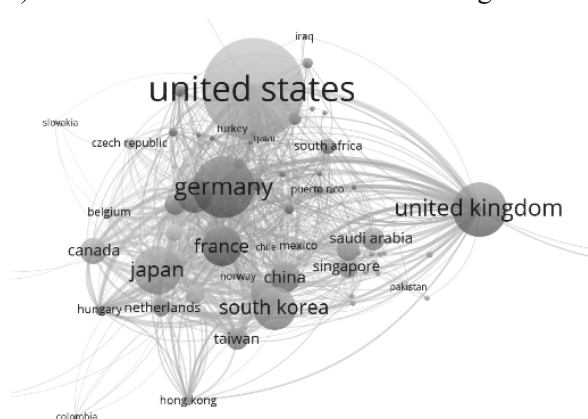 iraq
united states
slovakia
turkey
czech republic
qatar
south africa
germany
puerto rico
belgium
united kingdom
canada
france
chile mexico
saudi arabia
japan
norway china
singapore
pakistan
hungary netherlands
south korea
taiwan
hong kong
colombia